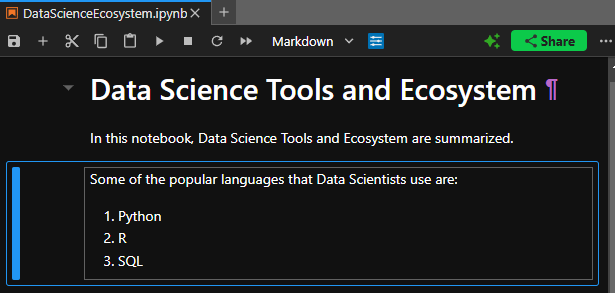 DataScienceEcosystem.ipynb
Markdown
Share
Data Science Tools and Ecosystem ¶
In this notebook, Data Science Tools and Ecosystem are summarized.
Some of the popular languages that Data Scientists use are:
1. Python
2. R
3. SQL